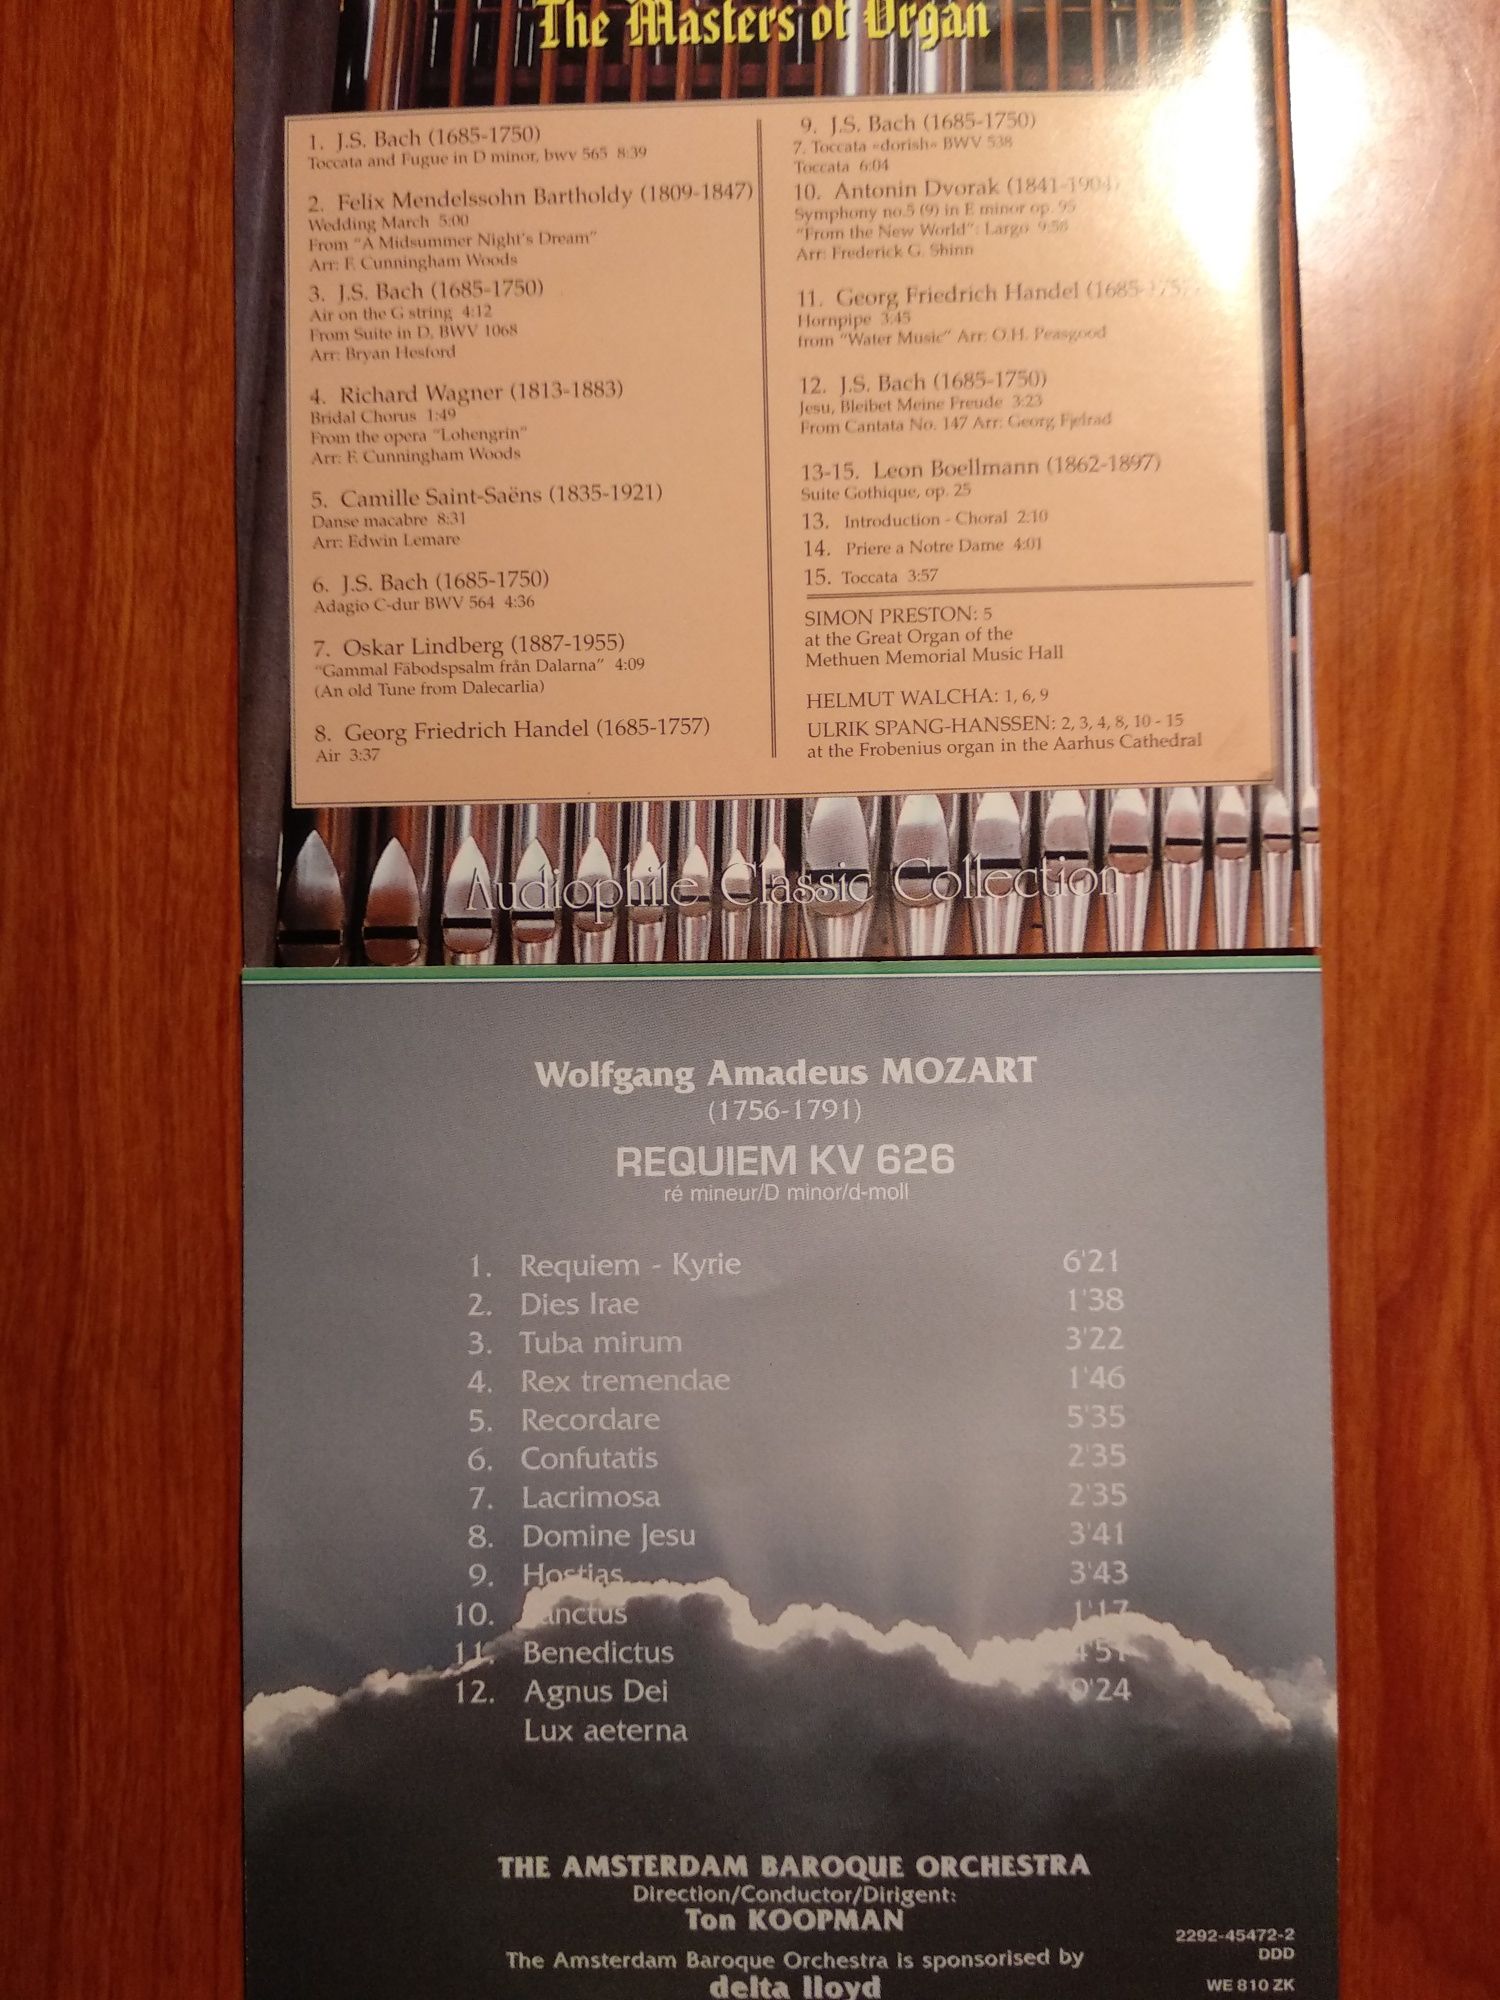 The Masters of Organ
1. J.S. Bach (1685-1750)
Toccata and Fugue in D minor, bwv 565 8:39
2. Felix Mendelssohn Bartholdy (1809-1847)
Wedding March 5:00
From "A Midsummer Night's Dream"
Arr: F. Cunningham Woods
3. J.S. Bach (1685-1750)
Air on the G string 4:12
From Suite in D, BWV 1068
Arr: Bryan Hesford
4. Richard Wagner (1813-1883)
Bridal Chorus 1:49
From the opera "Lohengrin"
Arr: F. Cunningham Woods
5. Camille Saint-Saëns (1835-1921)
Danse macabre 8:31
Arr: Edwin Lemare
6. J.S. Bach (1685-1750)
Adagio C-dur BWV 564 4:36
7. Oskar Lindberg (1887-1955)
"Gammal Fäbodspsalm från Dalarna" 4:09
(An old Tune from Dalecarlia)
8. Georg Friedrich Handel (1685-1757)
Air 3:37
9. J.S. Bach (1685-1750)
7. Toccata «dorish» BWV 538
Toccata 6:04
10. Antonin Dvorak (1841-1904)
Symphony no.5 (9) in E minor op. 95
"From the New World": Largo 9:58
Arr: Frederick G. Shinn
11. Georg Friedrich Handel (1685-175
Hornpipe 3:45
from "Water Music" Arr: O.H. Peasgood
12. J.S. Bach (1685-1750)
Jesu, Bleibet Meine Freude 3:23
From Cantata No. 147 Arr: Georg Fjelrad
13-15. Leon Boellmann (1862-1897)
Suite Gothique, op. 25
13. Introduction - Choral 2:10
14. Priere a Notre Dame 4:01
15. Toccata 3:57
SIMON PRESTON: 5
at the Great Organ of the
Methuen Memorial Music Hall
HELMUT WALCHA: 1, 6, 9
ULRIK SPANG-HANSSEN: 2, 3, 4, 8, 10 - 15
at the Frobenius organ in the Aarhus Cathedral
Audiophile Classic Collection
Wolfgang Amadeus MOZART
(1756-1791)
REQUIEM KV 626
ré mineur/D minor/d-moll
1. Requiem - Kyrie 6'21
2. Dies Irae 1'38
3. Tuba mirum 3'22
4. Rex tremendae 1'46
5. Recordare 5'35
6. Confutatis 2'35
7. Lacrimosa 2'35
8. Domine Jesu 3'41
9. Hostias 3'43
10. Sanctus 1'17
11. Benedictus 4'51
12. Agnus Dei 9'24
Lux aeterna
THE AMSTERDAM BAROQUE ORCHESTRA
Direction/Conductor/Dirigent:
Ton KOOPMAN
The Amsterdam Baroque Orchestra is sponsorised by
delta lloyd
2292-45472-2
DDD
WE 810 ZK